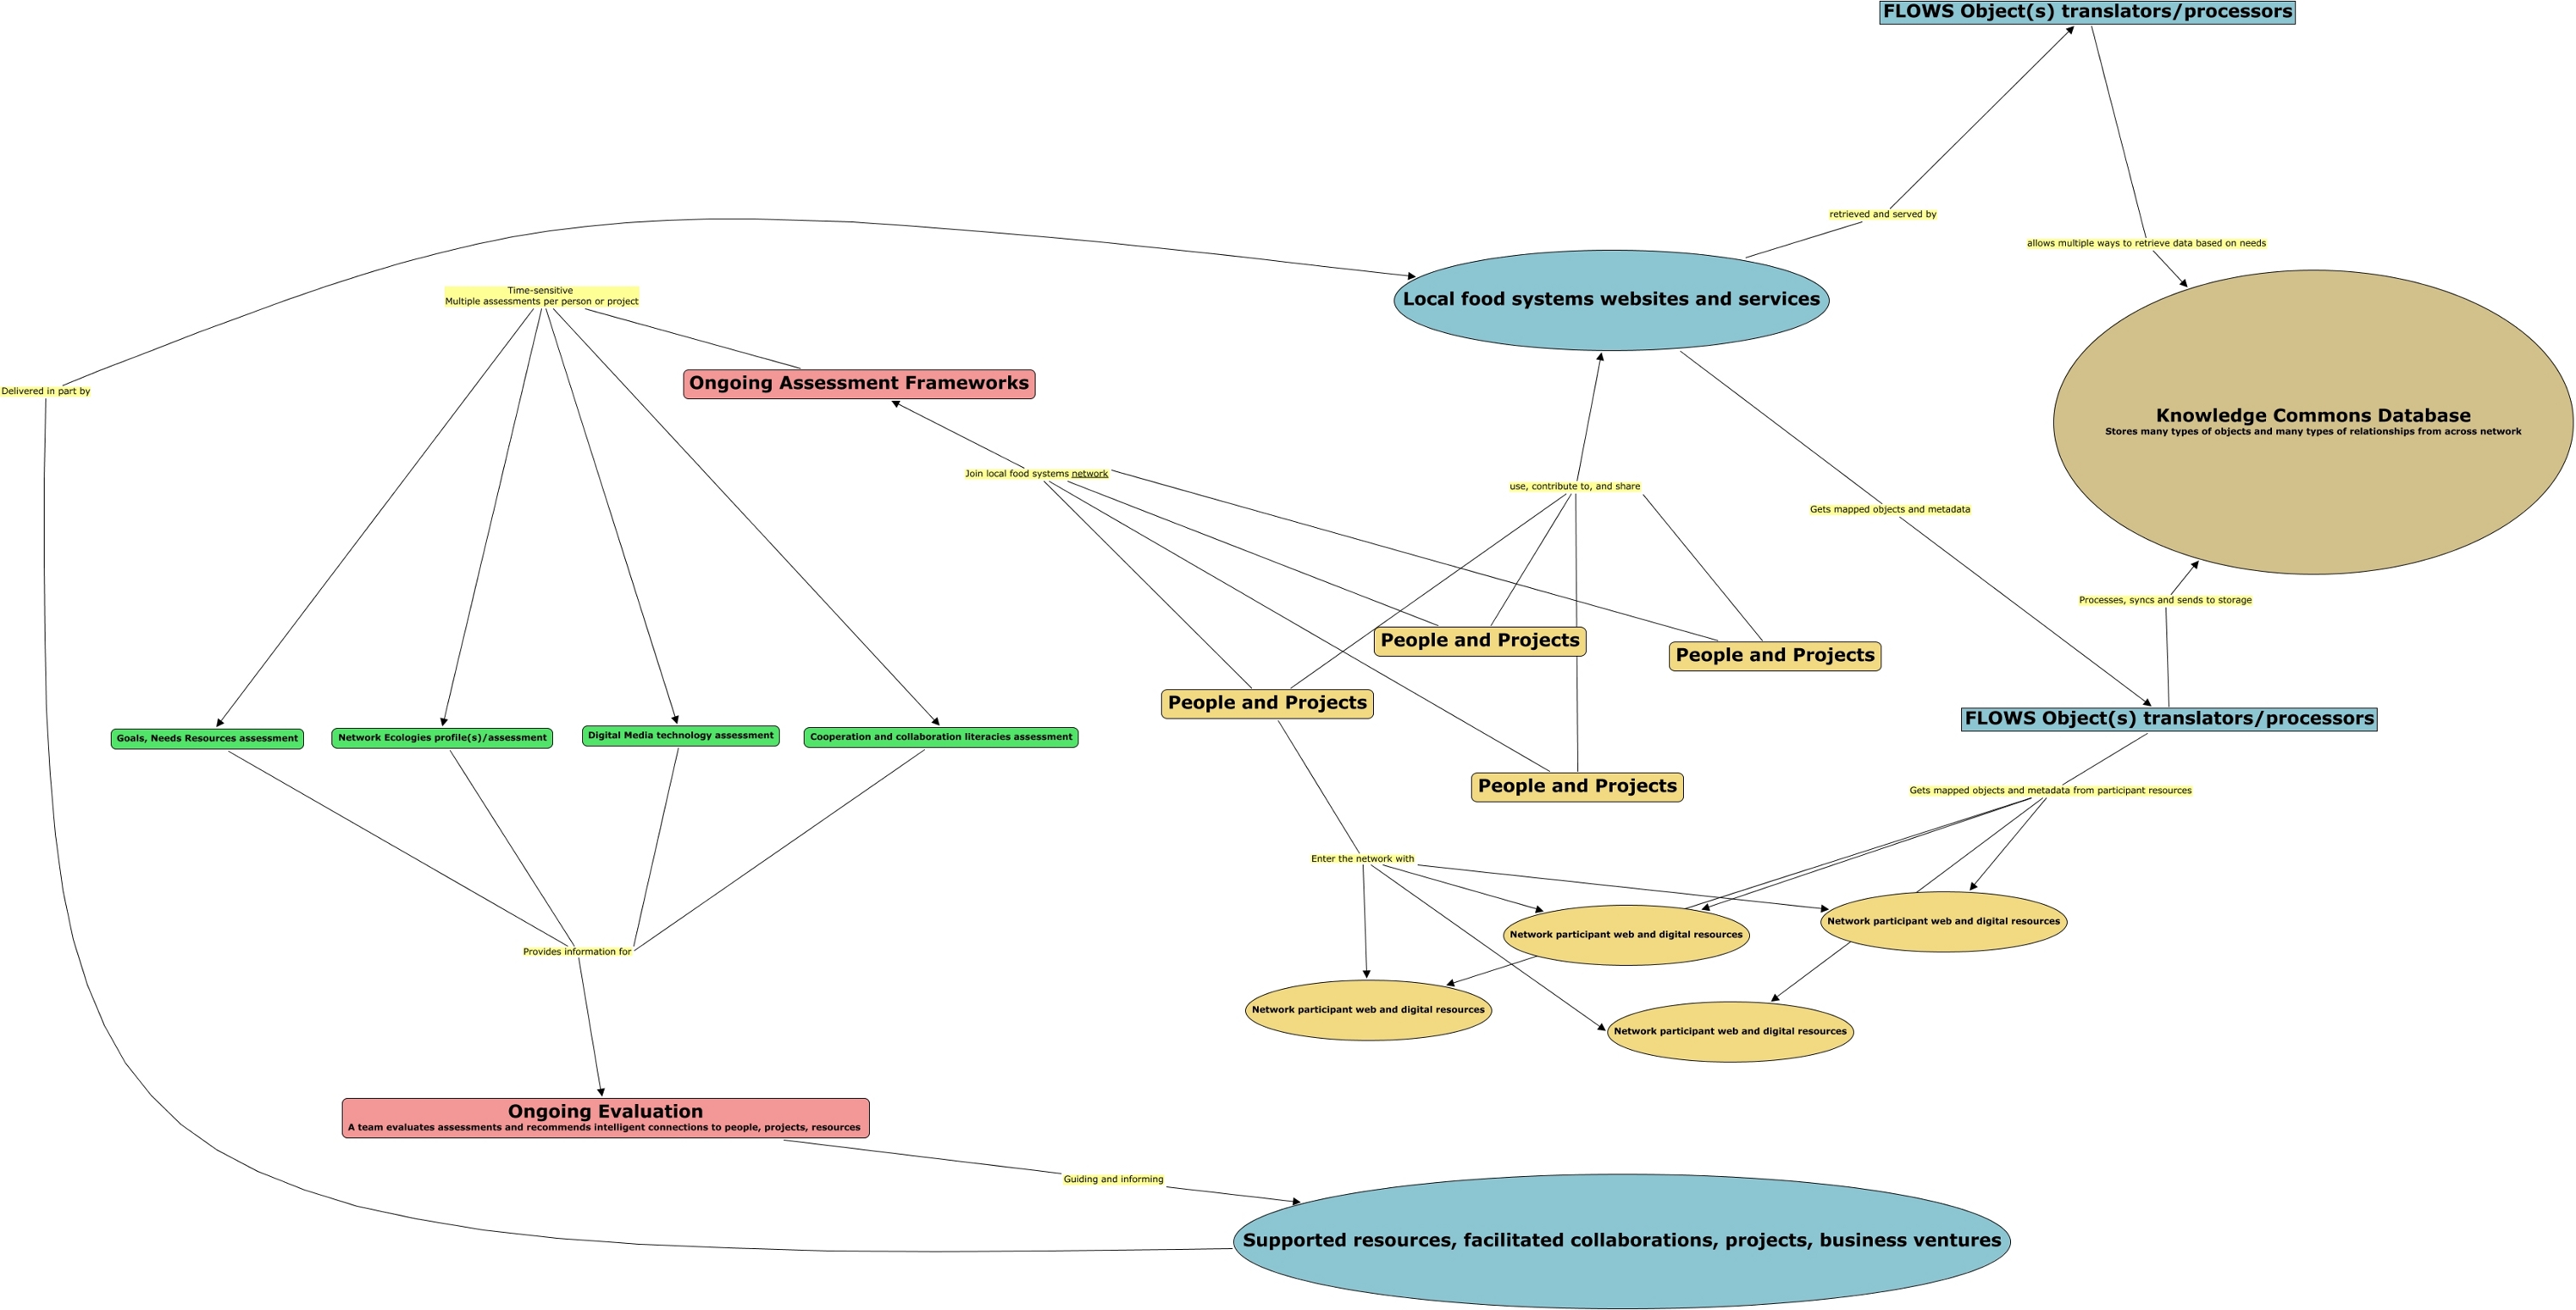 FLOWS Object(s) translators/processors
retrieved and served by
allows multiple ways to retrieve data based on needs
Time-sensitive
Multiple assessments per person or project
Local food systems websites and services
Delivered in part by
Ongoing Assessment Frameworks
Knowledge Commons Database
Stores many types of objects and many types of relationships from across network
Join local food systems network
use, contribute to, and share
Gets mapped objects and metadata
Processes, syncs and sends to storage
People and Projects
People and Projects
People and Projects
FLOWS Object(s) translators/processors
Goals, Needs Resources assessment
Network Ecologies profile(s)/assessment
Digital Media technology assessment
Cooperation and collaboration literacies assessment
People and Projects
Gets mapped objects and metadata from participant resources
Enter the network with
Network participant web and digital resources
Network participant web and digital resources
Provides information for
Network participant web and digital resources
Network participant web and digital resources
Ongoing Evaluation
A team evaluates assessments and recommends intelligent connections to people, projects, resources
Guiding and informing
Supported resources, facilitated collaborations, projects, business ventures